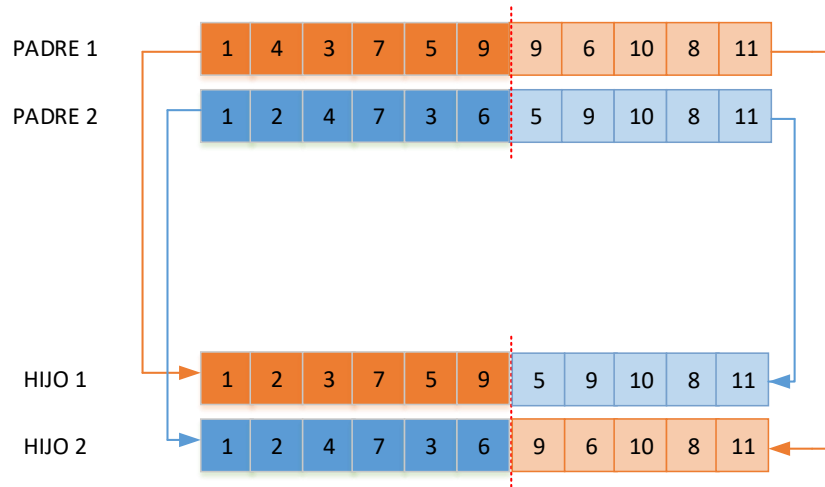 PADRE 1 1 4 3 7 5 9 9 6 10 8 11
PADRE 2 1 2 4 7 3 6 5 9 10 8 11
HIJO 1 1 2 3 7 5 9 5 9 10 8 11
HIJO 2 1 2 4 7 3 6 9 6 10 8 11